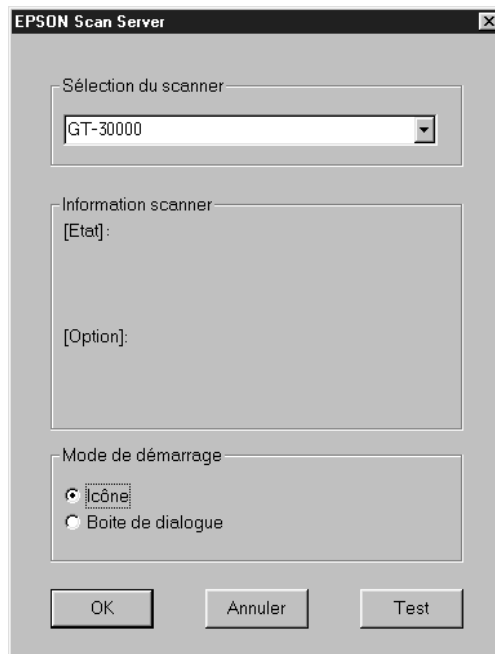 EPSON Scan Server
Sélection du scanner
GT-30000
Information scanner
[Etat] :
[Option]:
Mode de démarrage
Icône
Boite de dialogue
OK Annuler Test